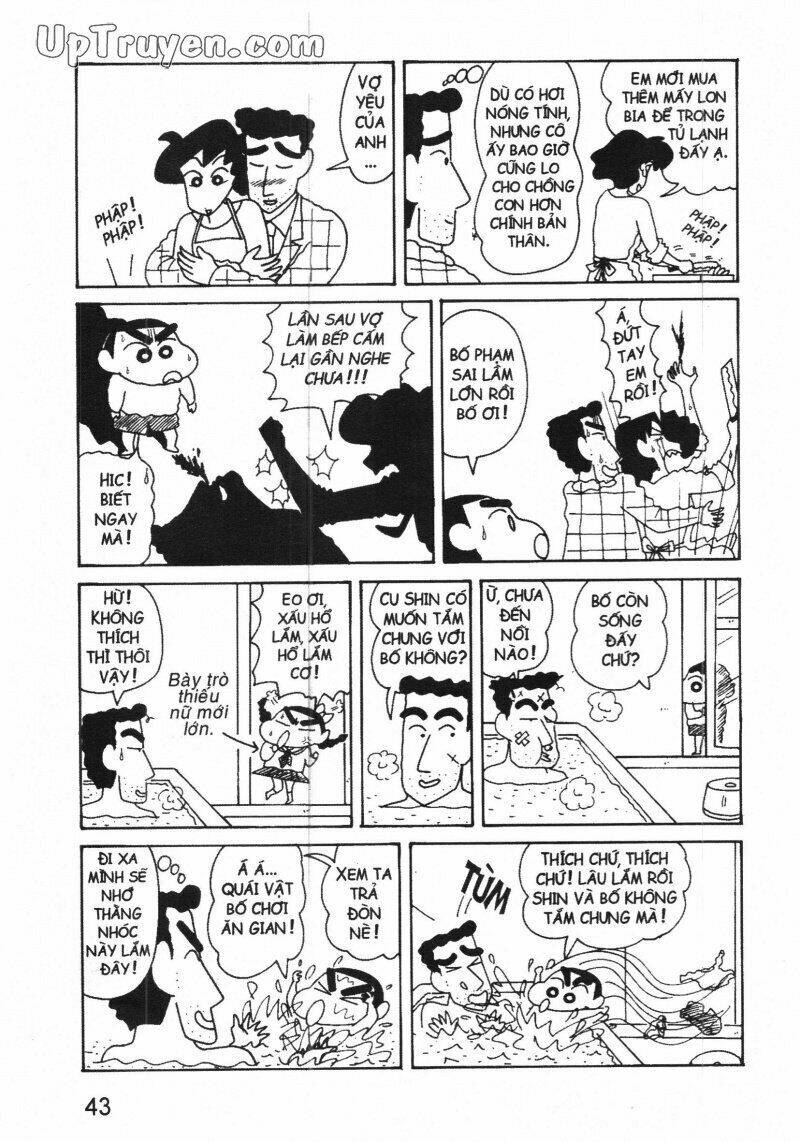 UpTruyen.com
EM MỚI MUA
THÊM MẤY LON
BIA ĐỂ TRONG
TỦ LẠNH
ĐẤY Ạ.
PHẬP!
PHẬP!
DÙ CÓ HƠI
NÓNG TÍNH,
NHƯNG CÔ
ẤY BAO GIỜ
CŨNG LO
CHO CHỒNG
CON HƠN
CHÍNH BẢN
THÂN.
VỢ
YÊU
CỦA
ANH
...
PHẬP!
PHẬP!
Á,
ĐỨT
TAY
EM
RỒI!
BỐ PHẠM
SAI LẦM
LỚN RỒI
BỐ ƠI!
LẦN SAU VỢ
LÀM BẾP CẤM
LẠI GẦN NGHE
CHƯA!!!
HIC!
BIẾT
NGAY
MÀ!
BỐ CÒN
SỐNG
ĐẤY
CHỨ?
Ừ, CHƯA
ĐẾN
NỖI
NÀO!
CU SHIN CÓ
MUỐN TẮM
CHUNG VỚI
BỐ KHÔNG?
EO ƠI,
XẤU HỔ
LẮM, XẤU
HỔ LẮM
CƠ!
Bày trò
thiếu
nữ mới
lớn.
HỪ!
KHÔNG
THÍCH
THÌ THÔI
VẬY!
THÍCH CHỨ, THÍCH
CHỨ! LÂU LẮM RỒI
SHIN VÀ BỐ KHÔNG
TẮM CHUNG MÀ!
TÙM
XEM TA
TRẢ
ĐÒN
NÈ!
Á Á...
QUÁI VẬT
BỐ CHƠI
ĂN GIAN!
ĐI XA
MÌNH SẼ
NHỚ
THẰNG
NHÓC
NÀY LẮM
ĐÂY!
43